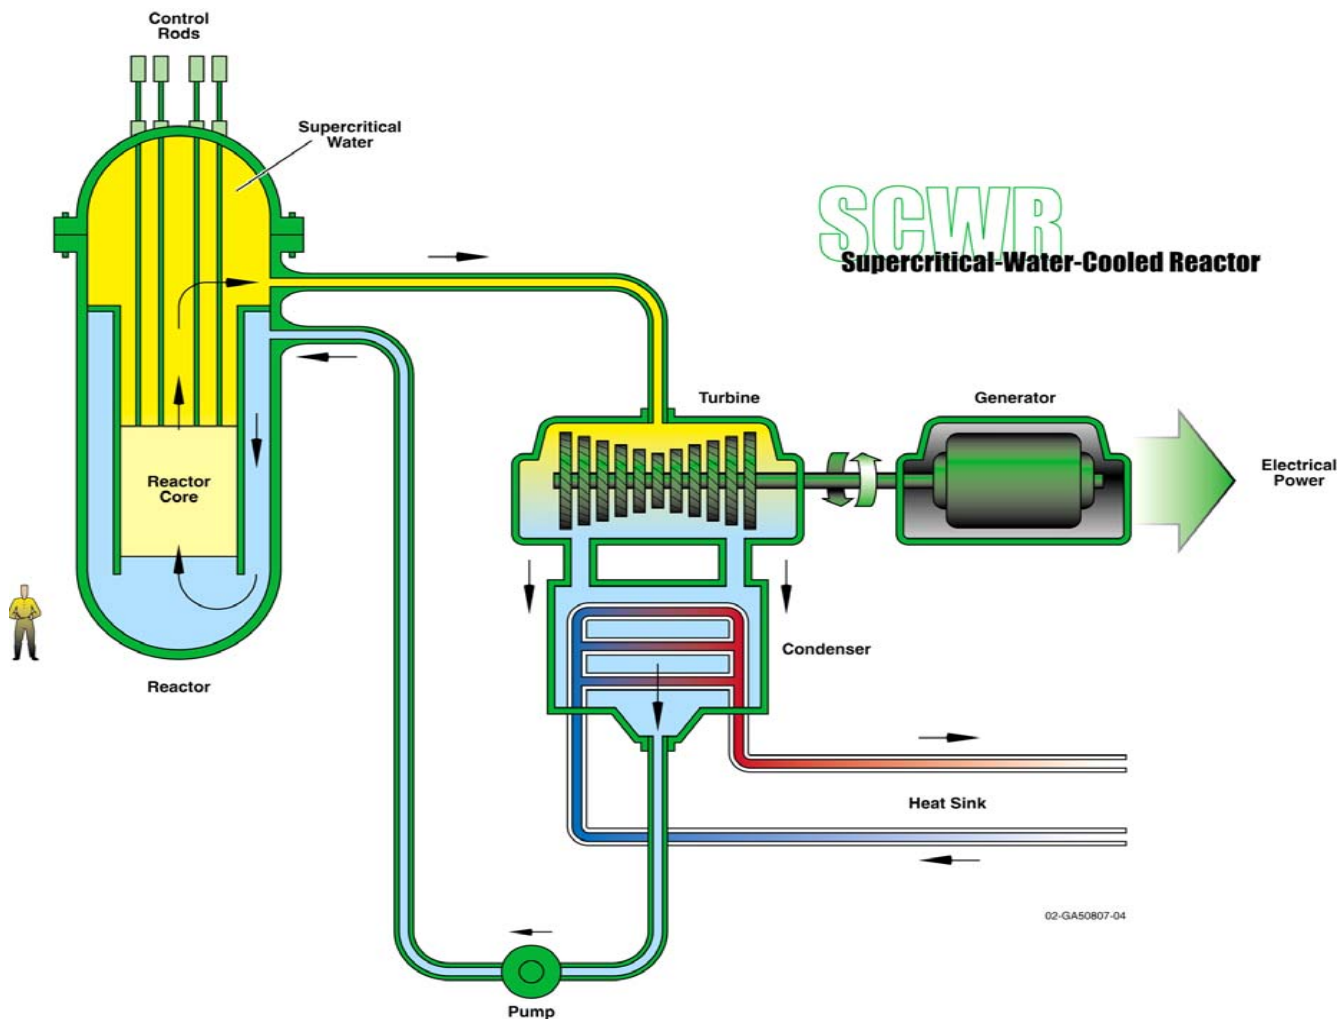 Control
Rods
Supercritical
Water
SCWR
Supercritical-Water-Cooled Reactor
Turbine
Generator
Electrical
Power
Reactor
Core
Condenser
Reactor
Heat Sink
02-GA50807-04
Pump